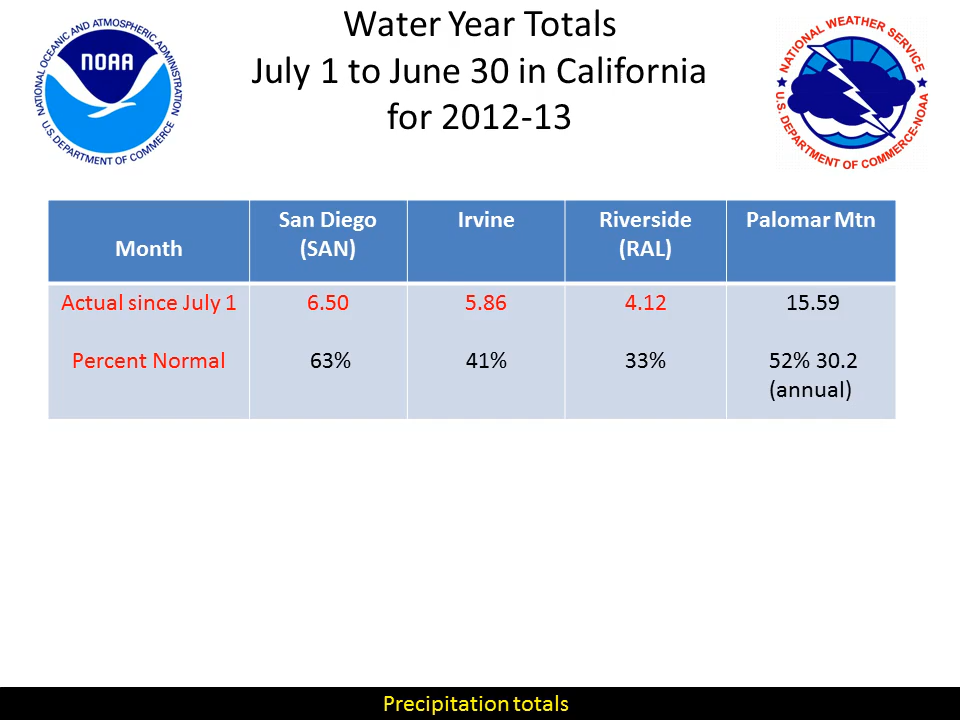 Water Year Totals
July 1 to June 30 in California
for 2012-13
NATIONAL OCEANIC AND ATMOSPHERIC ADMINISTRATION
NOAA
U.S. DEPARTMENT OF COMMERCE
NATIONAL WEATHER SERVICE
U.S. DEPARTMENT OF COMMERCE-NOAA
Month
San Diego
(SAN)
Irvine
Riverside
(RAL)
Palomar Mtn
Actual since July 1
6.50
5.86
4.12
15.59
Percent Normal
63%
41%
33%
52% 30.2
(annual)
Precipitation totals